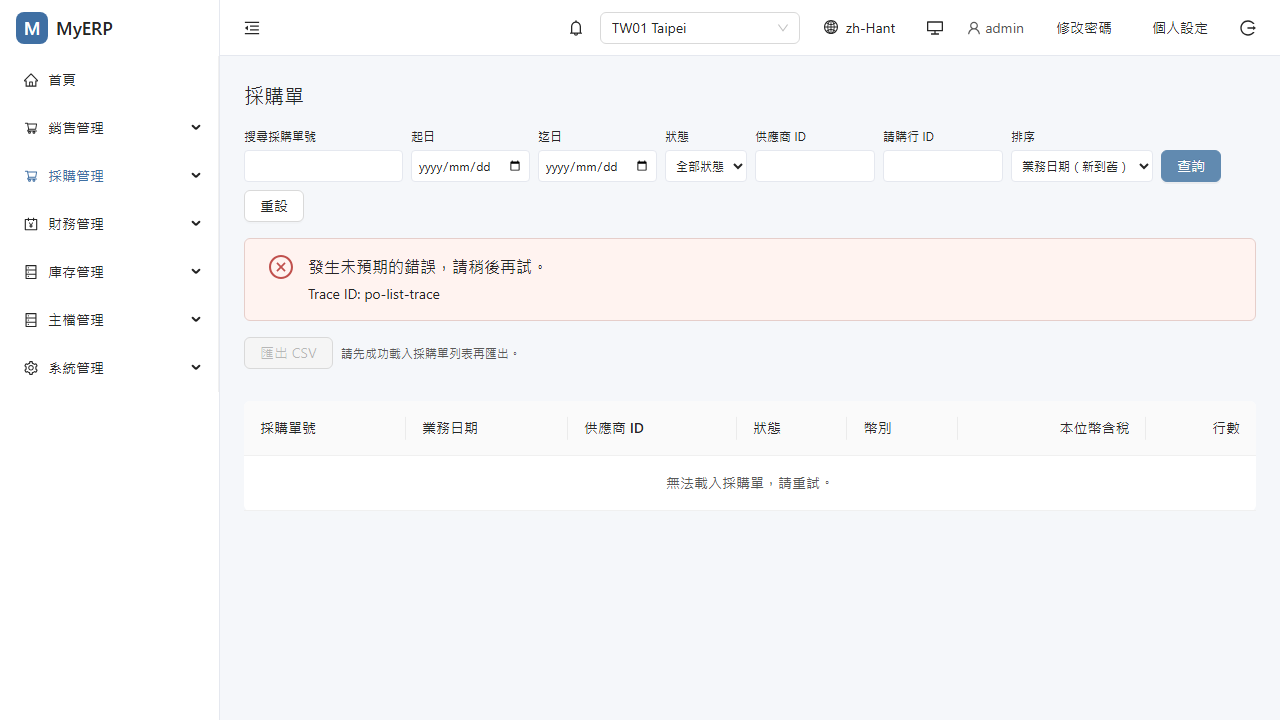 M MyERP
TW01 Taipei
zh-Hant
admin
修改密碼
個人設定
首頁
銷售管理
採購管理
財務管理
庫存管理
主檔管理
系統管理
採購單
搜尋採購單號
起日
迄日
狀態
供應商 ID
請購行 ID
排序
yyyy/mm/dd
yyyy/mm/dd
全部狀態
業務日期（新到舊）
查詢
重設
發生未預期的錯誤，請稍後再試。
Trace ID: po-list-trace
匯出 CSV
請先成功載入採購單列表再匯出。
採購單號
業務日期
供應商 ID
狀態
幣別
本位幣含稅
行數
無法載入採購單，請重試。